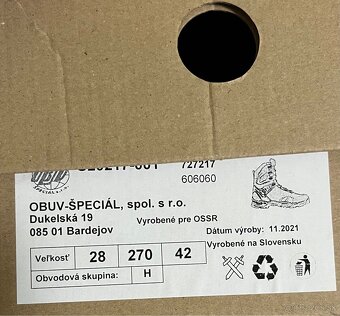 727217
606060
OBUV-ŠPECIÁL, spol. s r.o.
Dukelská 19
085 01 Bardejov
Vyrobené pre OSSR
Dátum výroby: 11.2021
Vyrobené na Slovensku
Veľkosť 28 270 42
Obvodová skupina: H